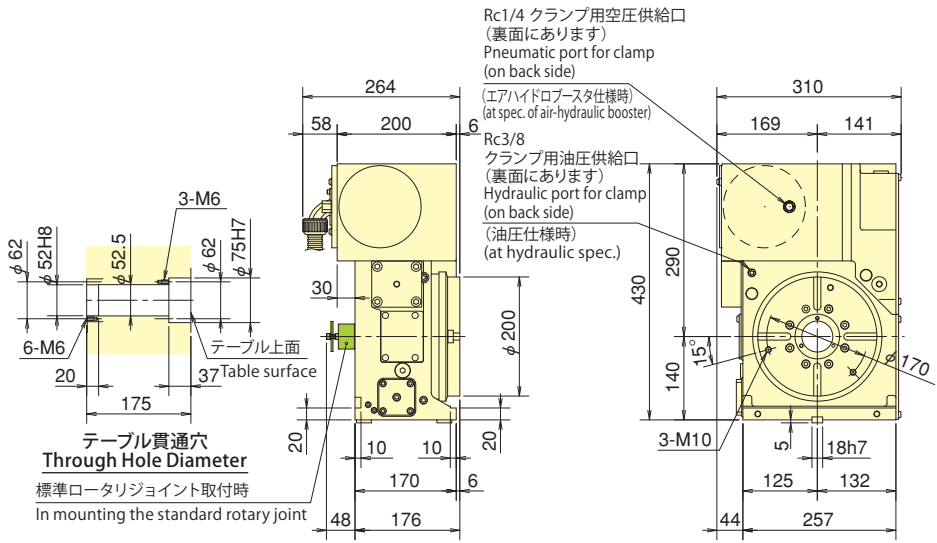 Rc1/4 クランプ用空圧供給口
(裏面にあります)
Pneumatic port for clamp
(on back side)
(エアハイドロブースタ仕様時)
(at spec. of air-hydraulic booster)
Rc3/8
クランプ用油圧供給口
(裏面にあります)
Hydraulic port for clamp
(on back side)
(油圧仕様時)
(at hydraulic spec.)
264
58
200
6
310
169
141
3-M6
φ 62
φ 52H8
φ 52.5
φ 62
φ 75H7
6-M6
20
37
175
テーブル上面
Table surface
テーブル貫通穴
Through Hole Diameter
標準ロータリジョイント取付時
In mounting the standard rotary joint
30
φ 200
20
10
10
20
170
6
48
176
430
290
140
15°
φ 170
3-M10
5
18h7
125
132
44
257